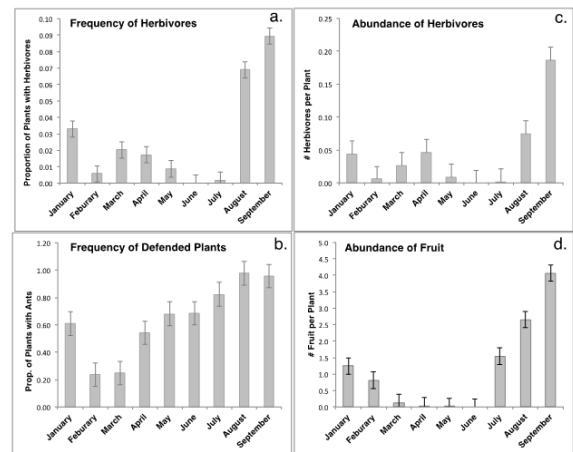 Frequency of Herbivores a.
Proportion of Plants with Herbivores
0.10
0.09
0.08
0.07
0.06
0.05
0.04
0.03
0.02
0.01
0.00
January
Feburary
March
April
May
June
July
August
September
Abundance of Herbivores c.
# Herbivores per Plant
0.25
0.20
0.15
0.10
0.05
0.00
January
Feburary
March
April
May
June
July
August
September
Frequency of Defended Plants b.
Prop. of Plants with Ants
1.20
1.00
0.80
0.60
0.40
0.20
0.00
January
Feburary
March
April
May
June
July
August
September
Abundance of Fruit d.
# Fruit per Plant
5.0
4.5
4.0
3.5
3.0
2.5
2.0
1.5
1.0
0.5
0.0
January
Feburary
March
April
May
June
July
August
September